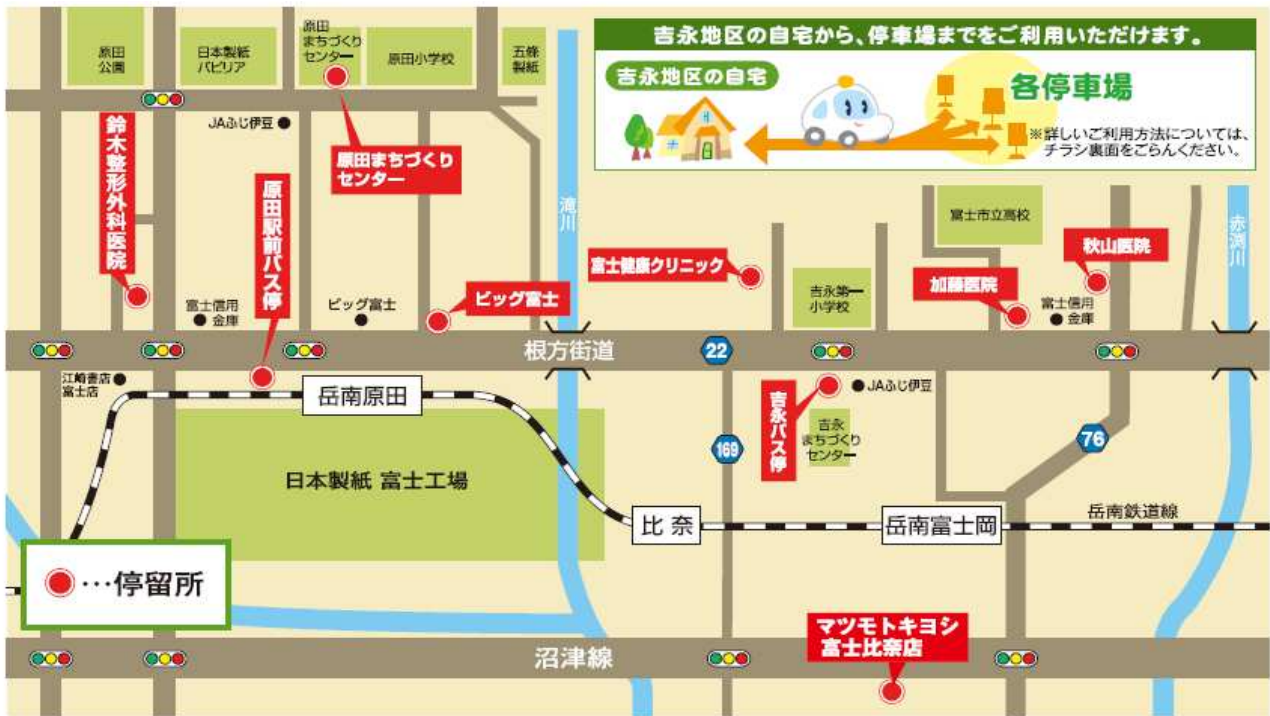 吉永地区の自宅から、停車場までをご利用いただけます。
吉永地区の自宅
各停車場
※詳しいご利用方法については、
チラシ裏面をごらんください。
原田
公園
日本製紙
パピリア
原田
まちづくり
センター
原田小学校
五條
製紙
JAふじ伊豆
鈴木整形外科医院
原田駅前バス停
原田まちづくり
センター
滝川
富士市立高校
赤渕川
秋山医院
富士健康クリニック
加藤医院
吉永第一
小学校
富士信用
金庫
ビッグ富士
ビッグ富士
富士信用
金庫
根方街道
22
江崎書店
富士店
岳南原田
吉永バス停
JAふじ伊豆
吉永
まちづくり
センター
169
76
日本製紙 富士工場
比奈
岳南富士岡
岳南鉄道線
…停留所
マツモトキヨシ
富士比奈店
沼津線